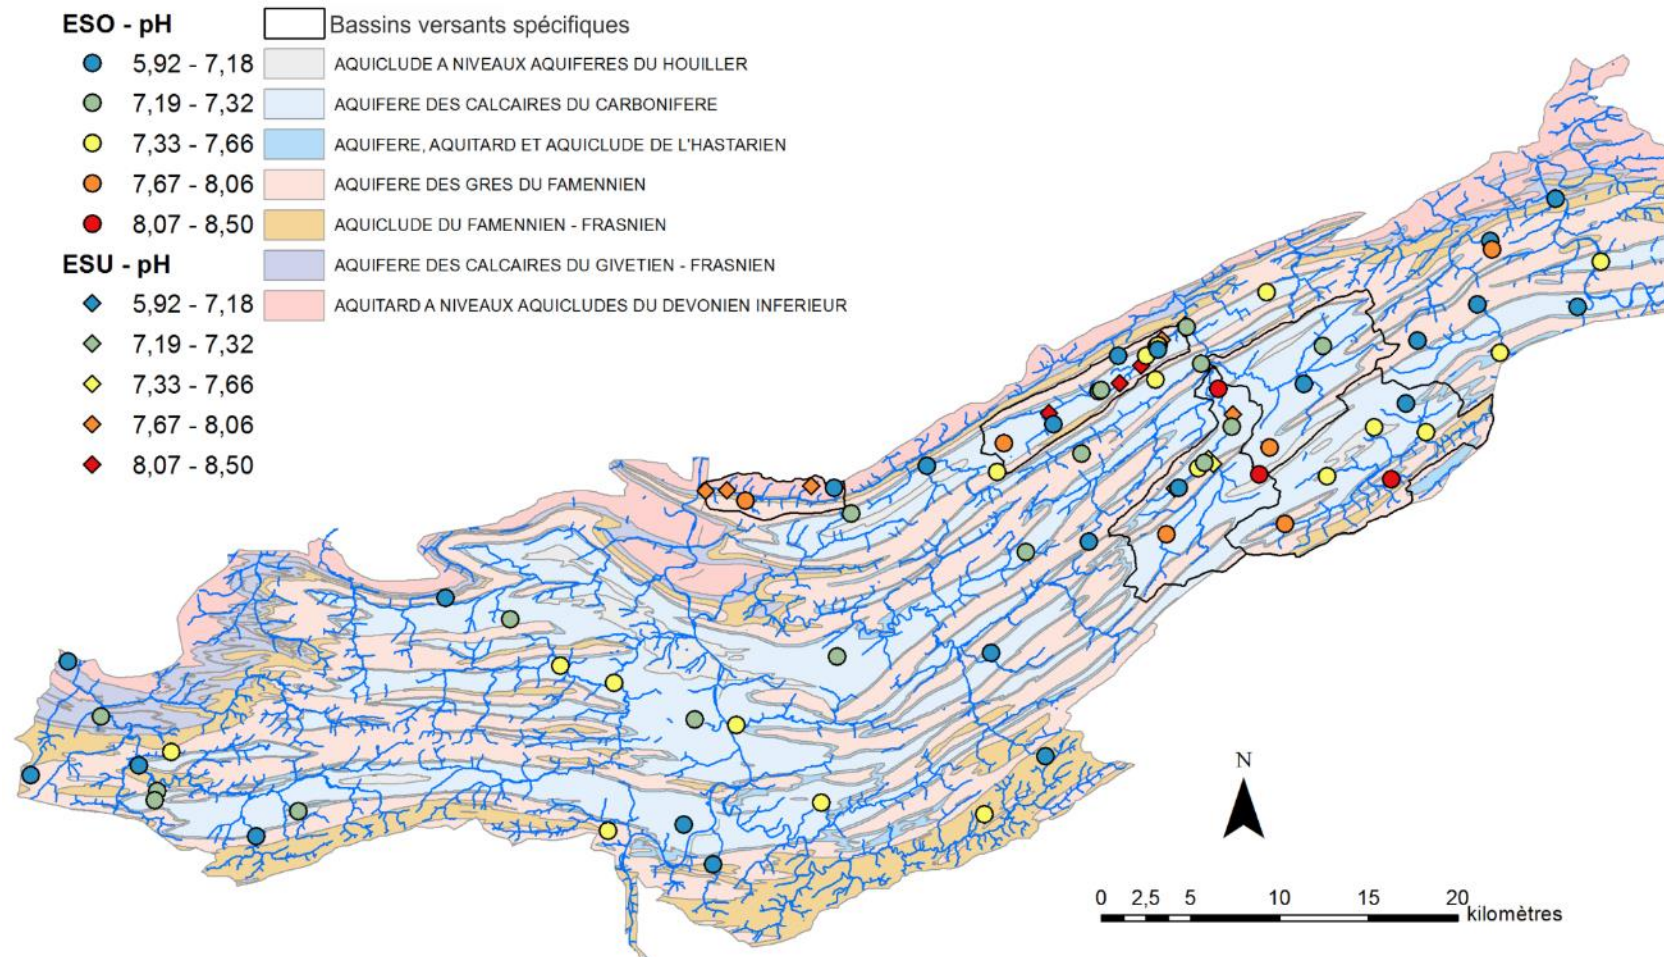 ESO - pH
5,92 - 7,18
7,19 - 7,32
7,33 - 7,66
7,67 - 8,06
8,07 - 8,50
ESU - pH
5,92 - 7,18
7,19 - 7,32
7,33 - 7,66
7,67 - 8,06
8,07 - 8,50
Bassins versants spécifiques
AQUICLUDE A NIVEAUX AQUIFERES DU HOUILLER
AQUIFERE DES CALCAIRES DU CARBONIFERE
AQUIFERE, AQUITARD ET AQUICLUDE DE L'HASTARIEN
AQUIFERE DES GRES DU FAMENNIEN
AQUICLUDE DU FAMENNIEN - FRASNIEN
AQUIFERE DES CALCAIRES DU GIVETIEN - FRASNIEN
AQUITARD A NIVEAUX AQUICLUDES DU DEVONIEN INFERIEUR
N
0 2,5 5 10 15 20
kilomètres